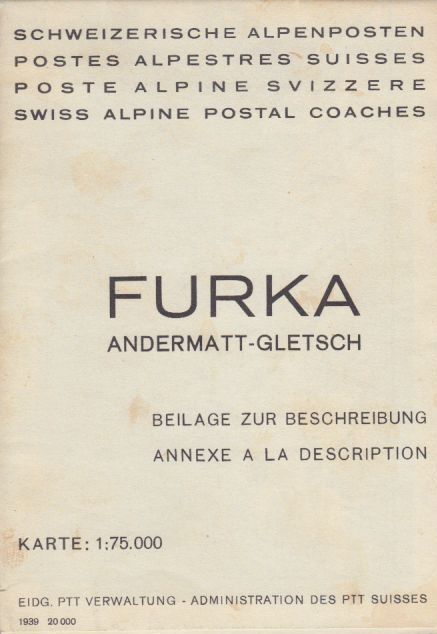 SCHWEIZERISCHE ALPENPOSTEN
POSTES ALPESTRES SUISSES
POSTE ALPINE SVIZZERE
SWISS ALPINE POSTAL COACHES
FURKA
ANDERMATT-GLETSCH
BEILAGE ZUR BESCHREIBUNG
ANNEXE A LA DESCRIPTION
KARTE: 1:75.000
EIDG. PTT VERWALTUNG - ADMINISTRATION DES PTT SUISSES
1939 20 000